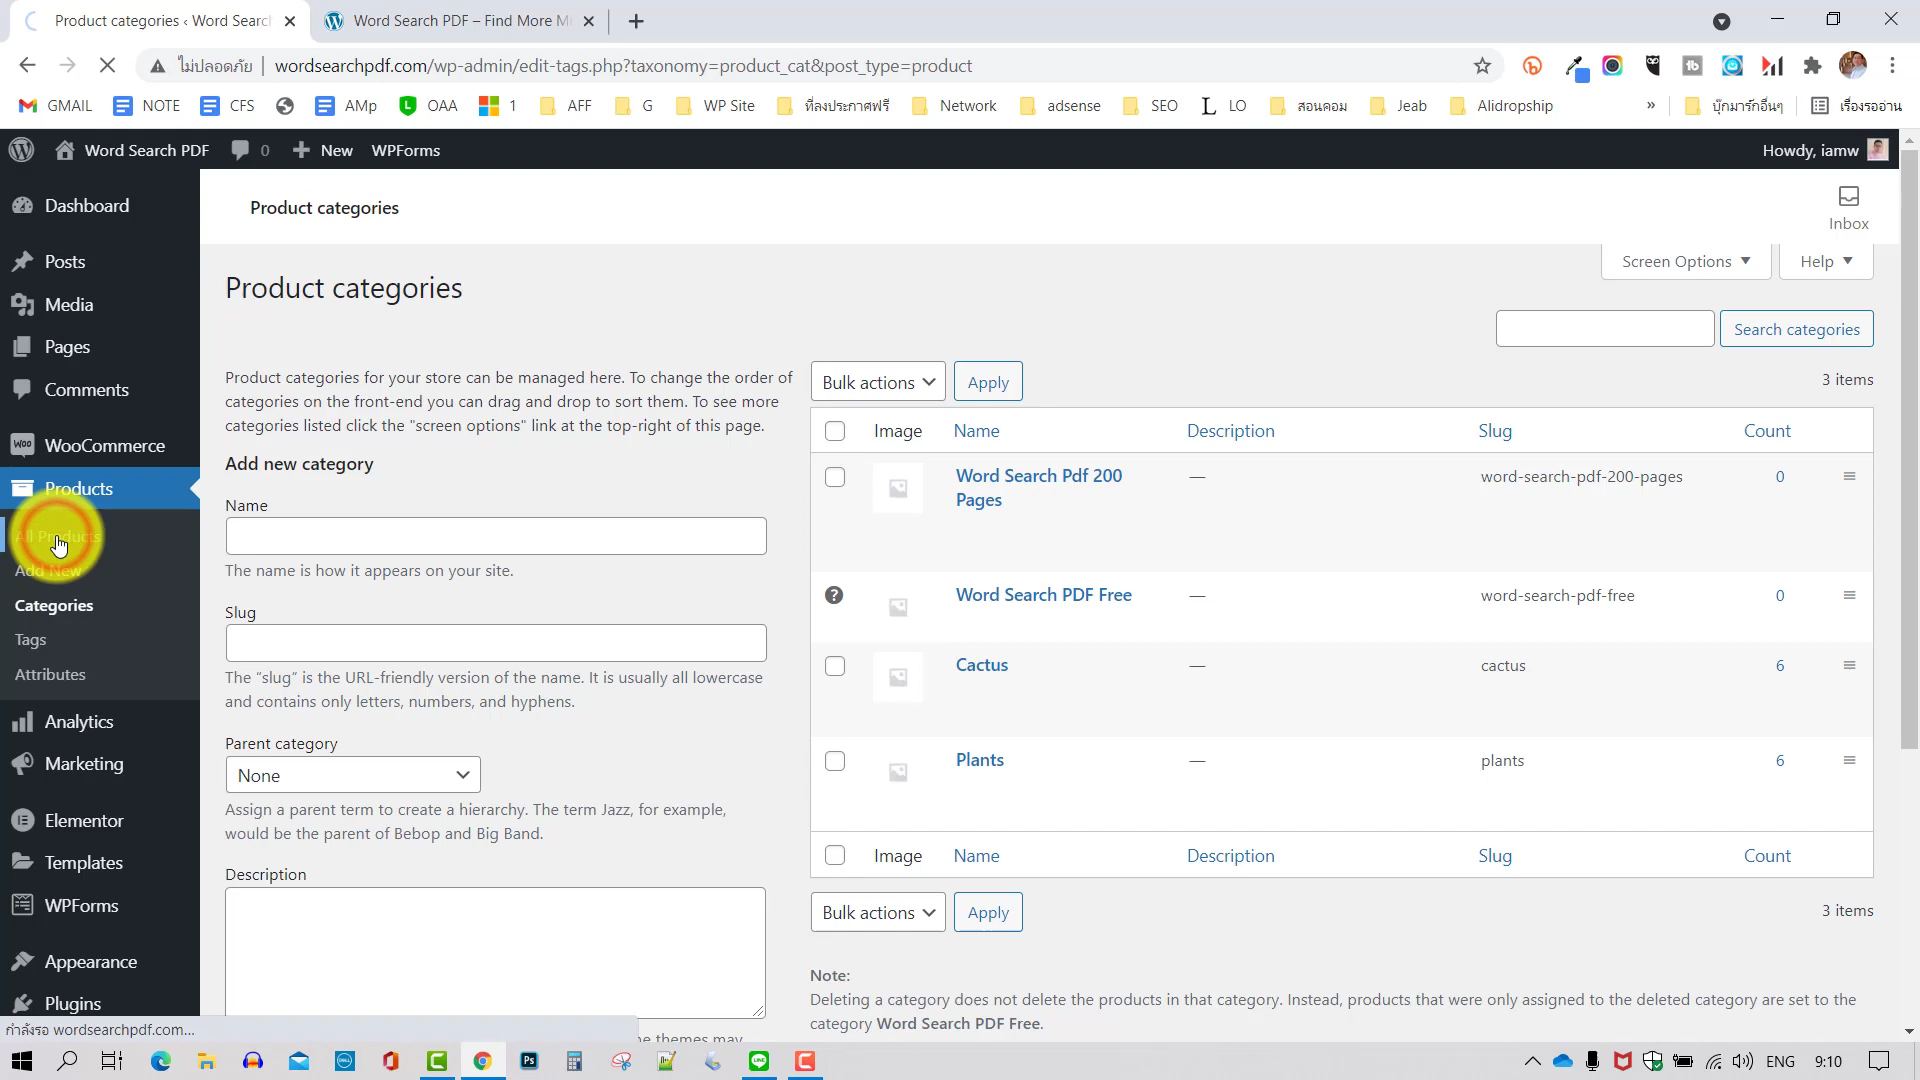 Product categories ‹ Word Search
Word Search PDF – Find More M
ไม่ปลอดภัย
wordsearchpdf.com/wp-admin/edit-tags.php?taxonomy=product_cat&post_type=product
GMAIL
NOTE
CFS
AMp
OAA
1
AFF
G
WP Site
ที่ลงประกาศฟรี
Network
adsense
SEO
LO
สอนคอม
Jeab
Alidropship
»
บุ๊กมาร์กอื่นๆ
เรื่องรออ่าน
Word Search PDF
0
New
WPForms
Howdy, iamw
Dashboard
Posts
Media
Pages
Comments
WooCommerce
Products
All Products
Add New
Categories
Tags
Attributes
Analytics
Marketing
Elementor
Templates
WPForms
Appearance
Plugins
กำลังรอ wordsearchpdf.com...
Product categories
Inbox
Screen Options
Help
Product categories
Search categories
Product categories for your store can be managed here. To change the order of
categories on the front-end you can drag and drop to sort them. To see more
categories listed click the "screen options" link at the top-right of this page.
Add new category
Name
The name is how it appears on your site.
Slug
The “slug” is the URL-friendly version of the name. It is usually all lowercase
and contains only letters, numbers, and hyphens.
Parent category
None
Assign a parent term to create a hierarchy. The term Jazz, for example,
would be the parent of Bebop and Big Band.
Description
Bulk actions
Apply
3 items
Image Name Description Slug Count
Word Search Pdf 200
Pages
— word-search-pdf-200-pages 0
Word Search PDF Free — word-search-pdf-free 0
Cactus — cactus 6
Plants — plants 6
Image Name Description Slug Count
Bulk actions
Apply
3 items
Note:
Deleting a category does not delete the products in that category. Instead, products that were only assigned to the deleted category are set to the
category Word Search PDF Free.
ENG
9:10